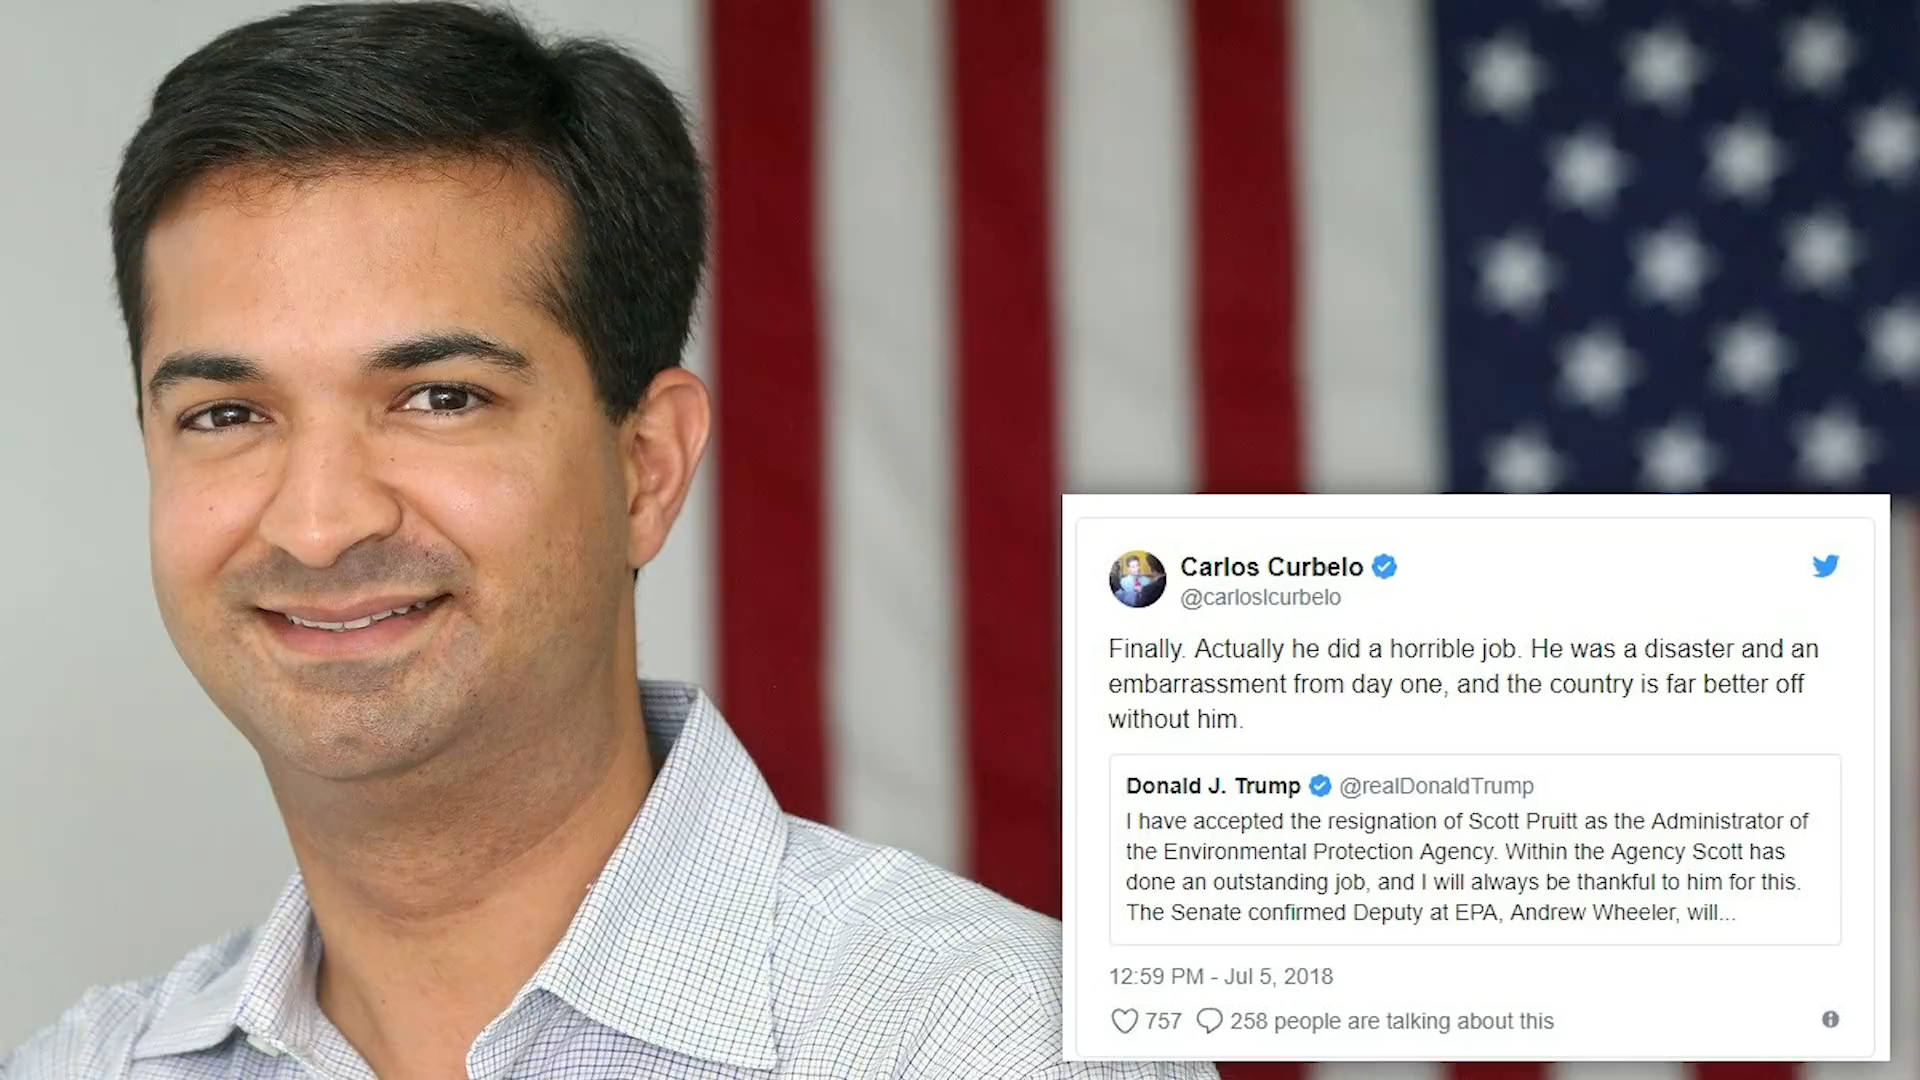 Carlos Curbelo
@carloslcurbelo
Finally. Actually he did a horrible job. He was a disaster and an
embarrassment from day one, and the country is far better off
without him.
Donald J. Trump @realDonaldTrump
I have accepted the resignation of Scott Pruitt as the Administrator of
the Environmental Protection Agency. Within the Agency Scott has
done an outstanding job, and I will always be thankful to him for this.
The Senate confirmed Deputy at EPA, Andrew Wheeler, will...
12:59 PM - Jul 5, 2018
757 258 people are talking about this